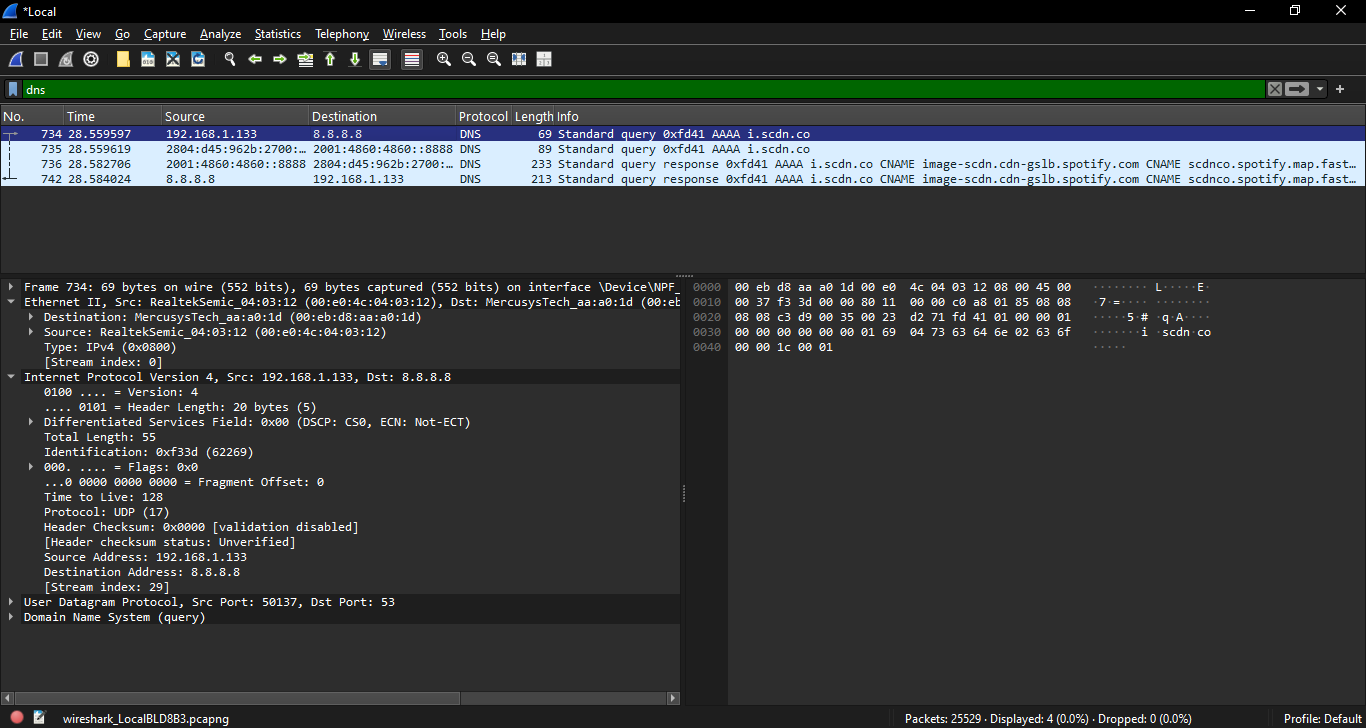 *Local
File Edit View Go Capture Analyze Statistics Telephony Wireless Tools Help
dns
No. Time Source Destination Protocol Length Info
734 28.559597 192.168.1.133 8.8.8.8 DNS 69 Standard query 0xfd41 AAAA i.scdn.co
735 28.559619 2804:d45:962b:2700:… 2001:4860:4860::8888 DNS 89 Standard query 0xfd41 AAAA i.scdn.co
736 28.582706 2001:4860:4860::8888 2804:d45:962b:2700:… DNS 233 Standard query response 0xfd41 AAAA i.scdn.co CNAME image-scdn.cdn-gslb.spotify.com CNAME scdnco.spotify.map.fast…
742 28.584024 8.8.8.8 192.168.1.133 DNS 213 Standard query response 0xfd41 AAAA i.scdn.co CNAME image-scdn.cdn-gslb.spotify.com CNAME scdnco.spotify.map.fast…
Frame 734: 69 bytes on wire (552 bits), 69 bytes captured (552 bits) on interface \Device\NPF_
Ethernet II, Src: RealtekSemic_04:03:12 (00:e0:4c:04:03:12), Dst: MercusysTech_aa:a0:1d (00:eb
Destination: MercusysTech_aa:a0:1d (00:eb:d8:aa:a0:1d)
Source: RealtekSemic_04:03:12 (00:e0:4c:04:03:12)
Type: IPv4 (0x0800)
[Stream index: 0]
Internet Protocol Version 4, Src: 192.168.1.133, Dst: 8.8.8.8
0100 .... = Version: 4
.... 0101 = Header Length: 20 bytes (5)
Differentiated Services Field: 0x00 (DSCP: CS0, ECN: Not-ECT)
Total Length: 55
Identification: 0xf33d (62269)
000. .... = Flags: 0x0
...0 0000 0000 0000 = Fragment Offset: 0
Time to Live: 128
Protocol: UDP (17)
Header Checksum: 0x0000 [validation disabled]
[Header checksum status: Unverified]
Source Address: 192.168.1.133
Destination Address: 8.8.8.8
[Stream index: 29]
User Datagram Protocol, Src Port: 50137, Dst Port: 53
Domain Name System (query)
0000 00 eb d8 aa a0 1d 00 e0 4c 04 03 12 08 00 45 00 ········ L·····E·
0010 00 37 f3 3d 00 00 80 11 00 00 c0 a8 01 85 08 08 ·7·=···· ········
0020 08 08 c3 d9 00 35 00 23 d2 71 fd 41 01 00 00 01 ·····5·# ·q·A····
0030 00 00 00 00 00 00 01 69 04 73 63 64 6e 02 63 6f ·······i ·scdn·co
0040 00 00 1c 00 01 ·····
wireshark_LocalBLD8B3.pcapng
Packets: 25529 · Displayed: 4 (0.0%) · Dropped: 0 (0.0%)
Profile: Default